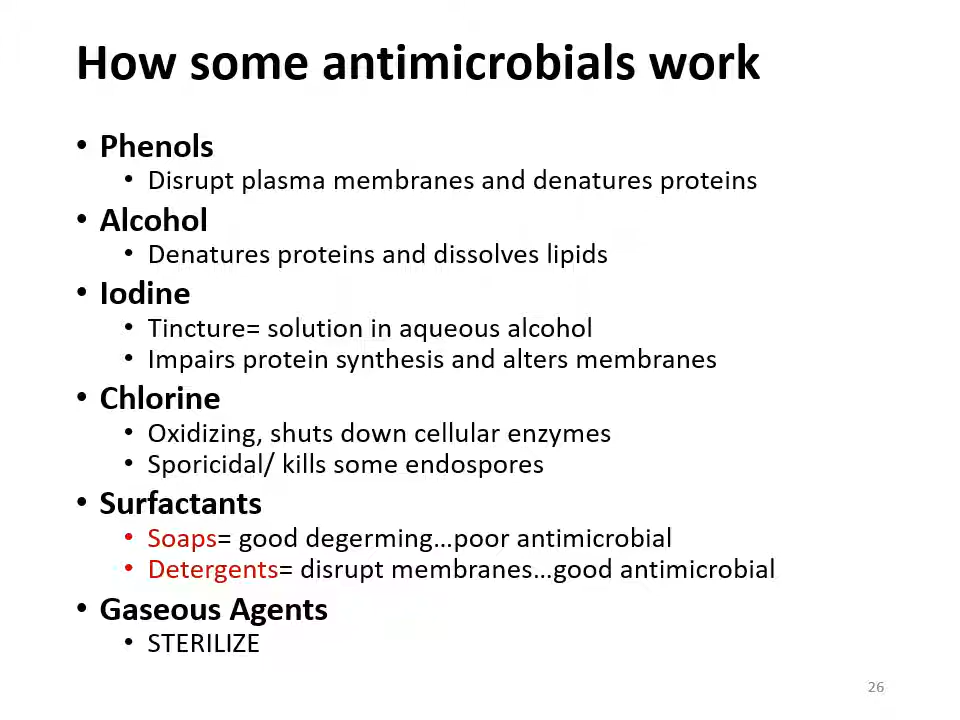 How some antimicrobials work
• Phenols
• Disrupt plasma membranes and denatures proteins
• Alcohol
• Denatures proteins and dissolves lipids
• Iodine
• Tincture= solution in aqueous alcohol
• Impairs protein synthesis and alters membranes
• Chlorine
• Oxidizing, shuts down cellular enzymes
• Sporicidal/ kills some endospores
• Surfactants
• Soaps= good degerming...poor antimicrobial
• Detergents= disrupt membranes...good antimicrobial
• Gaseous Agents
• STERILIZE
26